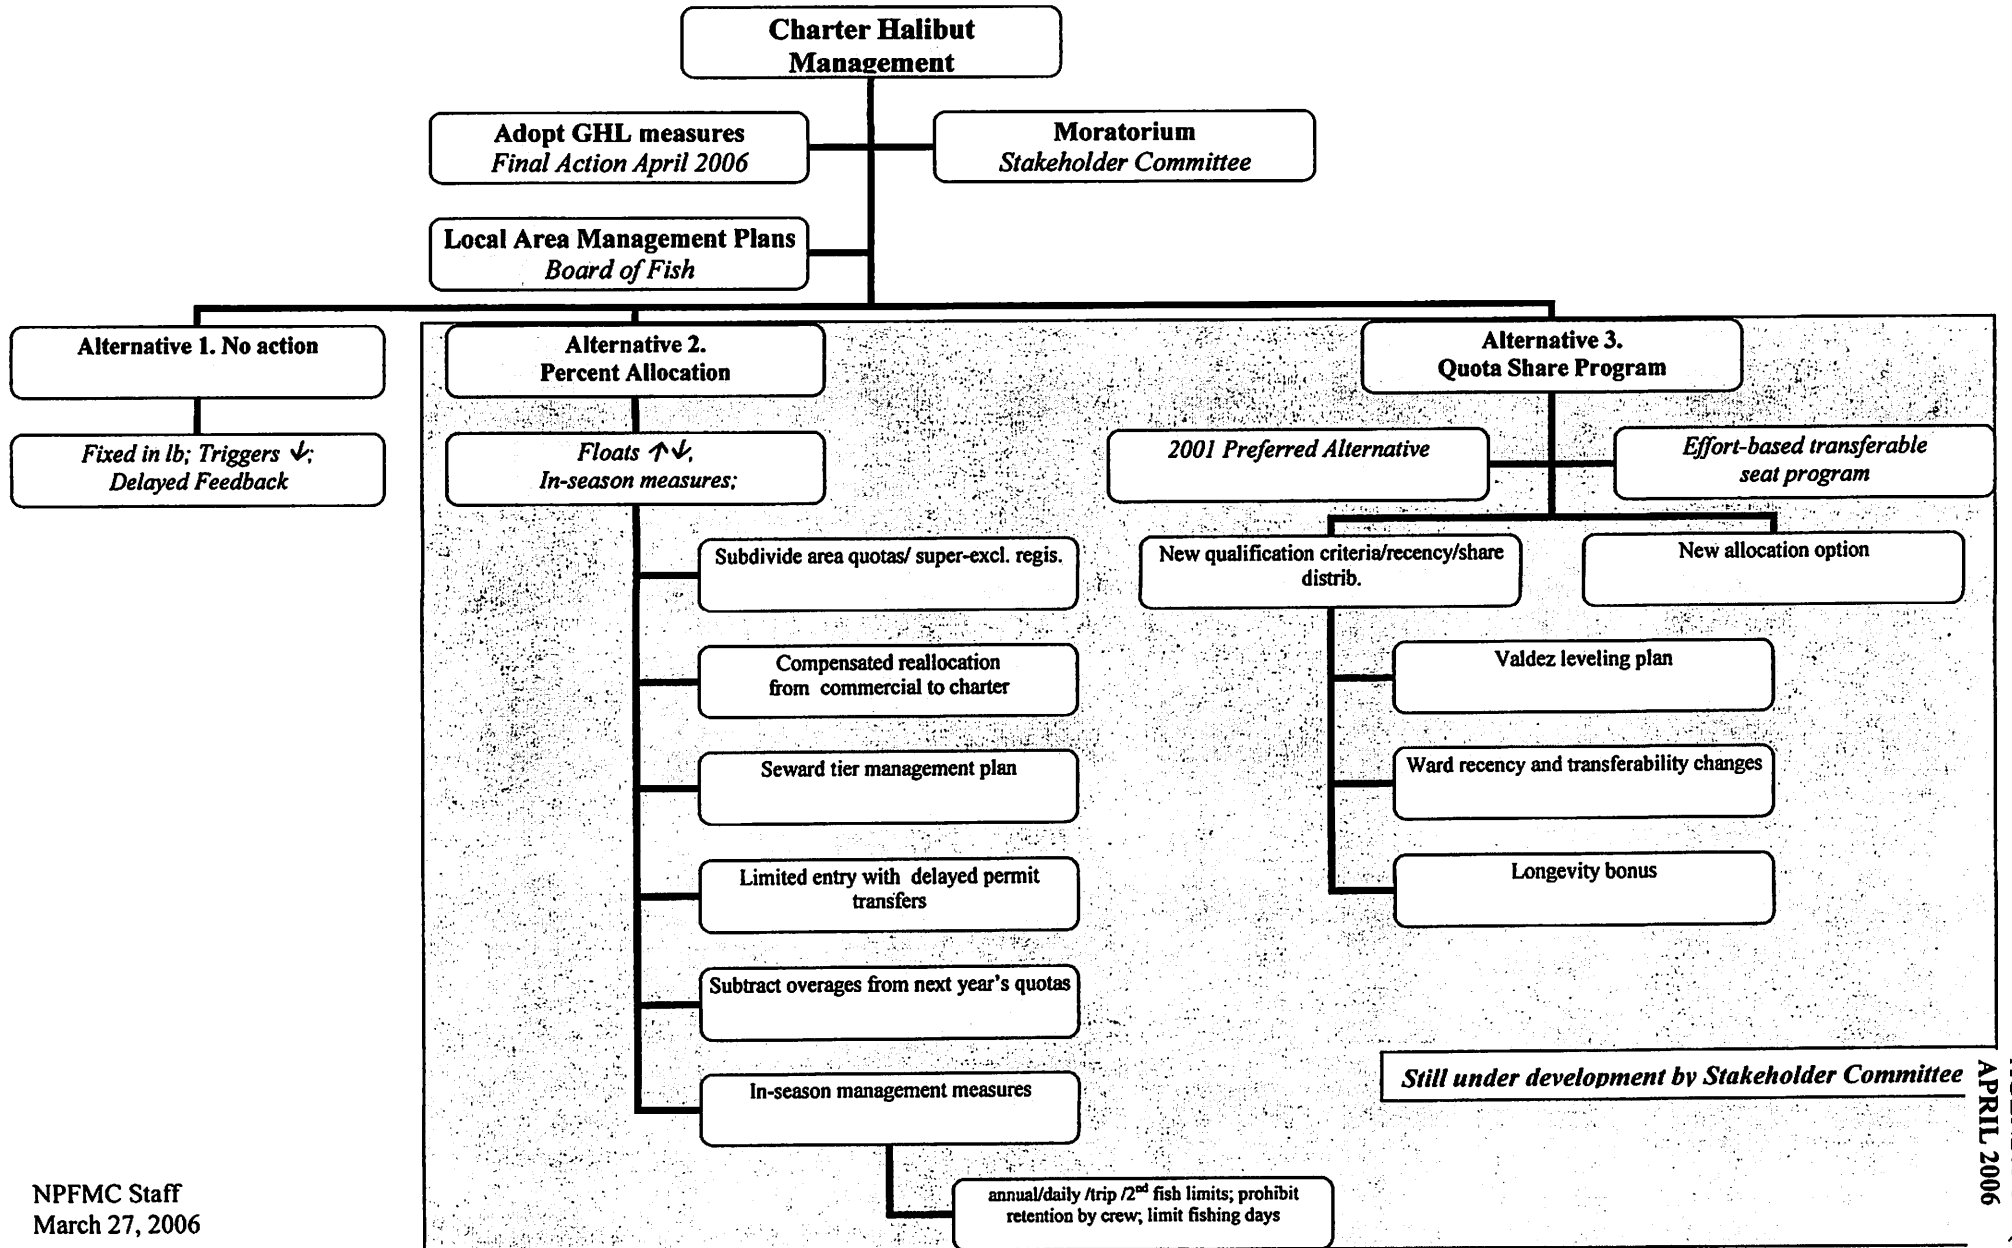 Charter Halibut
Management
Adopt GHL measures
Final Action April 2006
Moratorium
Stakeholder Committee
Local Area Management Plans
Board of Fish
Alternative 1. No action
Fixed in lb; Triggers ↓;
Delayed Feedback
Alternative 2.
Percent Allocation
Floats ↑↓,
In-season measures;
Subdivide area quotas/ super-excl. regis.
Compensated reallocation
from commercial to charter
Seward tier management plan
Limited entry with delayed permit
transfers
Subtract overages from next year's quotas
In-season management measures
annual/daily /trip /2nd fish limits; prohibit
retention by crew; limit fishing days
Alternative 3.
Quota Share Program
2001 Preferred Alternative
Effort-based transferable
seat program
New qualification criteria/recency/share
distrib.
New allocation option
Valdez leveling plan
Ward recency and transferability changes
Longevity bonus
Still under development by Stakeholder Committee
APRIL 2006
NPFMC Staff
March 27, 2006